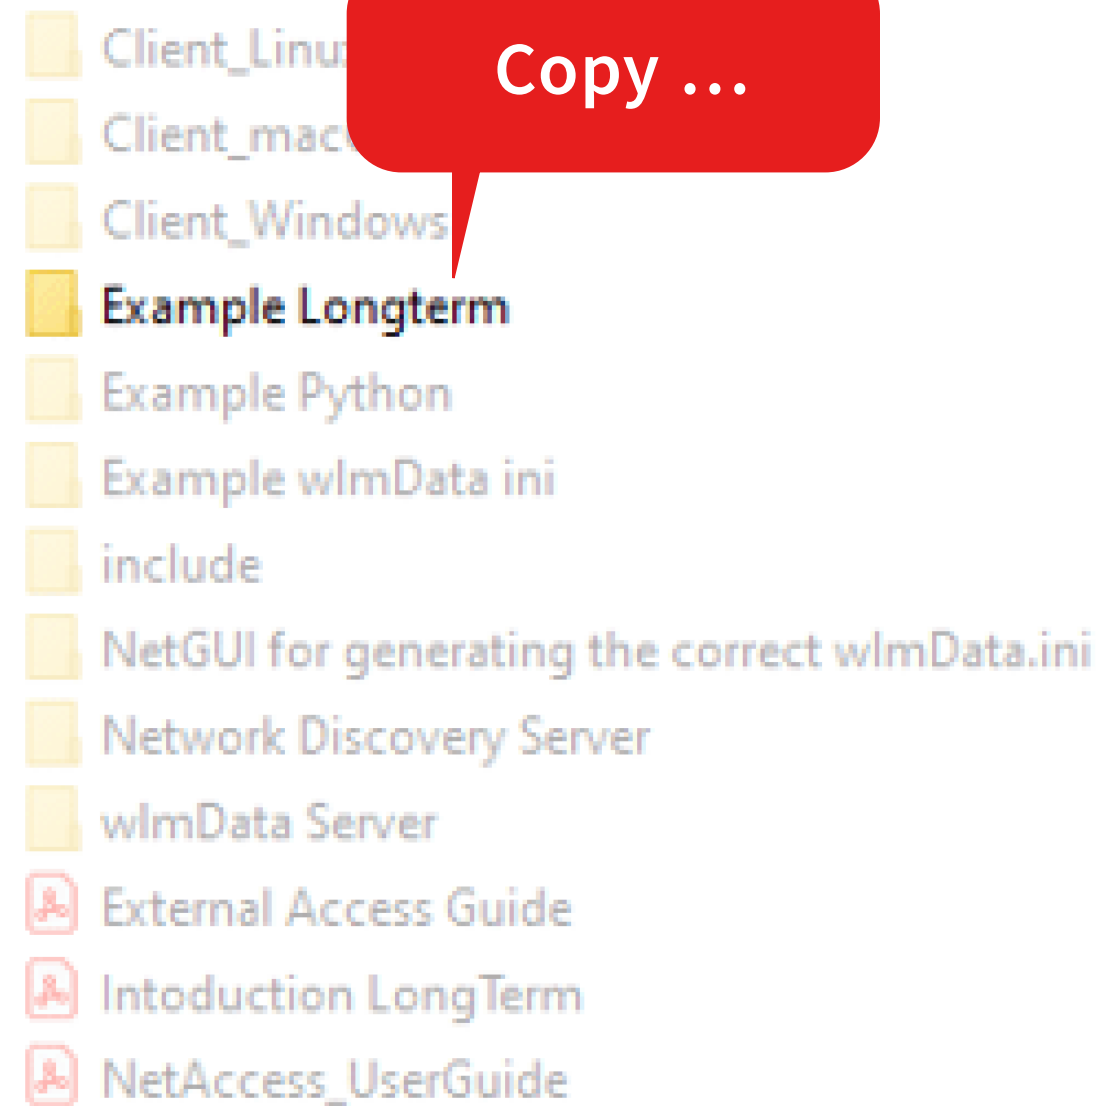 Copy ...
Client_Linu
Client_mac
Client_Windows
Example Longterm
Example Python
Example wlmData ini
include
NetGUI for generating the correct wlmData.ini
Network Discovery Server
wlmData Server
External Access Guide
Intoduction LongTerm
NetAccess_UserGuide